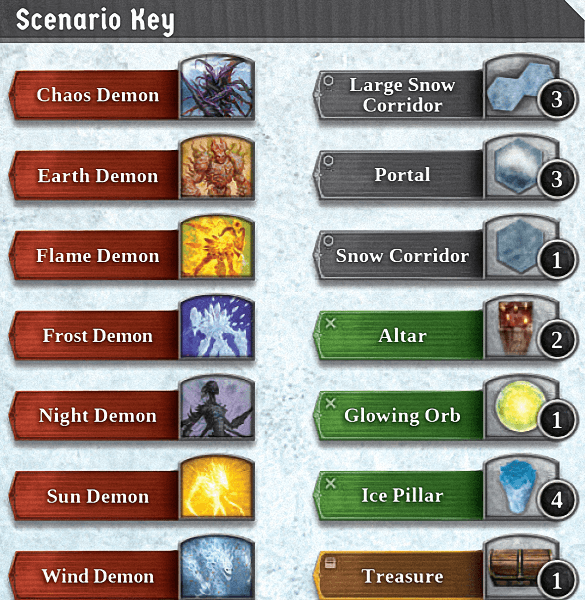 Scenario Key
Chaos Demon
Earth Demon
Flame Demon
Frost Demon
Night Demon
Sun Demon
Wind Demon
Large Snow
Corridor
3
Portal
3
Snow Corridor
1
Altar
2
Glowing Orb
1
Ice Pillar
4
Treasure
1